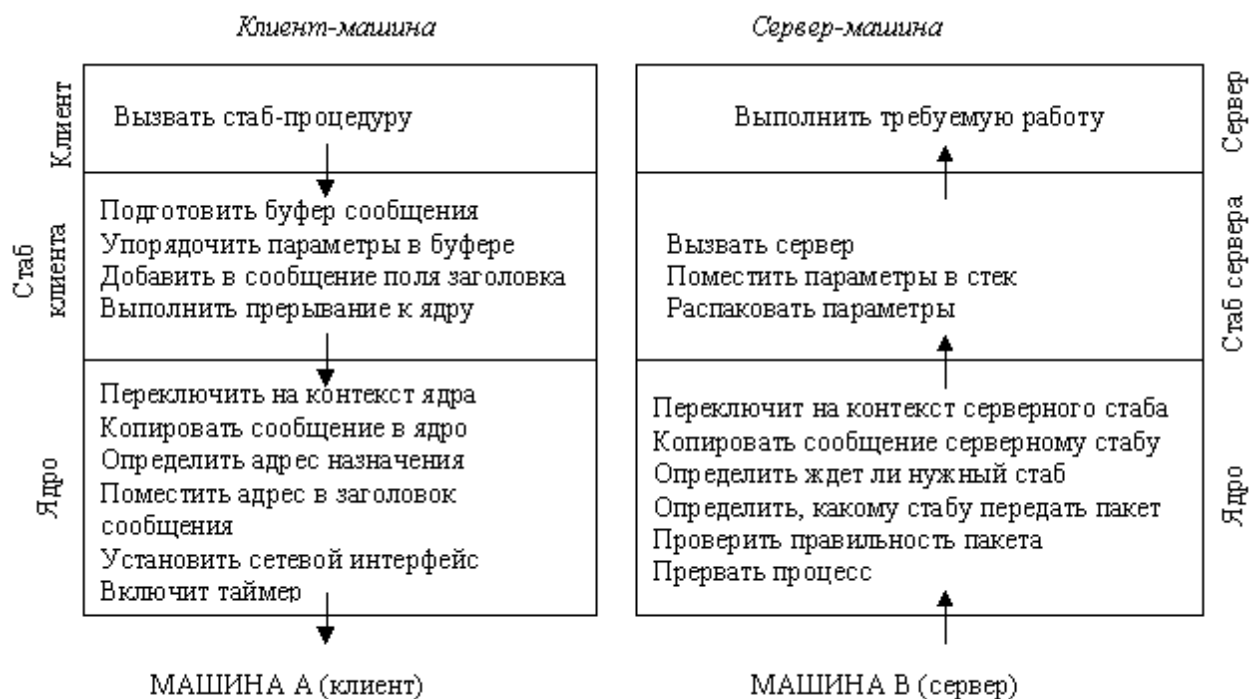 Клиент-машина
Сервер-машина
Клиент
Вызвать стаб-процедуру
Выполнить требуемую работу
Сервер
Стаб
клиента
Подготовить буфер сообщения
Упорядочить параметры в буфере
Добавить в сообщение поля заголовка
Выполнить прерывание к ядру
Вызвать сервер
Поместить параметры в стек
Распаковать параметры
Стаб сервера
Ядро
Переключить на контекст ядра
Копировать сообщение в ядро
Определить адрес назначения
Поместить адрес в заголовок
сообщения
Установить сетевой интерфейс
Включит таймер
Переключит на контекст серверного стаба
Копировать сообщение серверному стабу
Определить ждет ли нужный стаб
Определить, какому стабу передать пакет
Проверить правильность пакета
Прервать процесс
Ядро
МАШИНА А (клиент)
МАШИНА В (сервер)